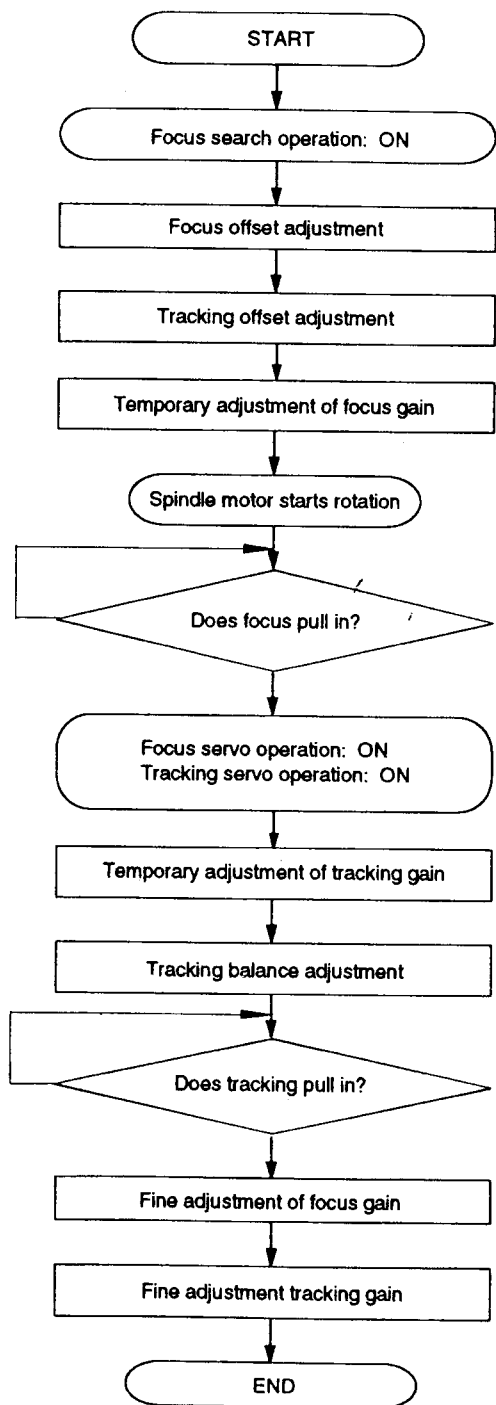 START
Focus search operation: ON
Focus offset adjustment
Tracking offset adjustment
Temporary adjustment of focus gain
Spindle motor starts rotation
Does focus pull in?
Focus servo operation: ON
Tracking servo operation: ON
Temporary adjustment of tracking gain
Tracking balance adjustment
Does tracking pull in?
Fine adjustment of focus gain
Fine adjustment tracking gain
END